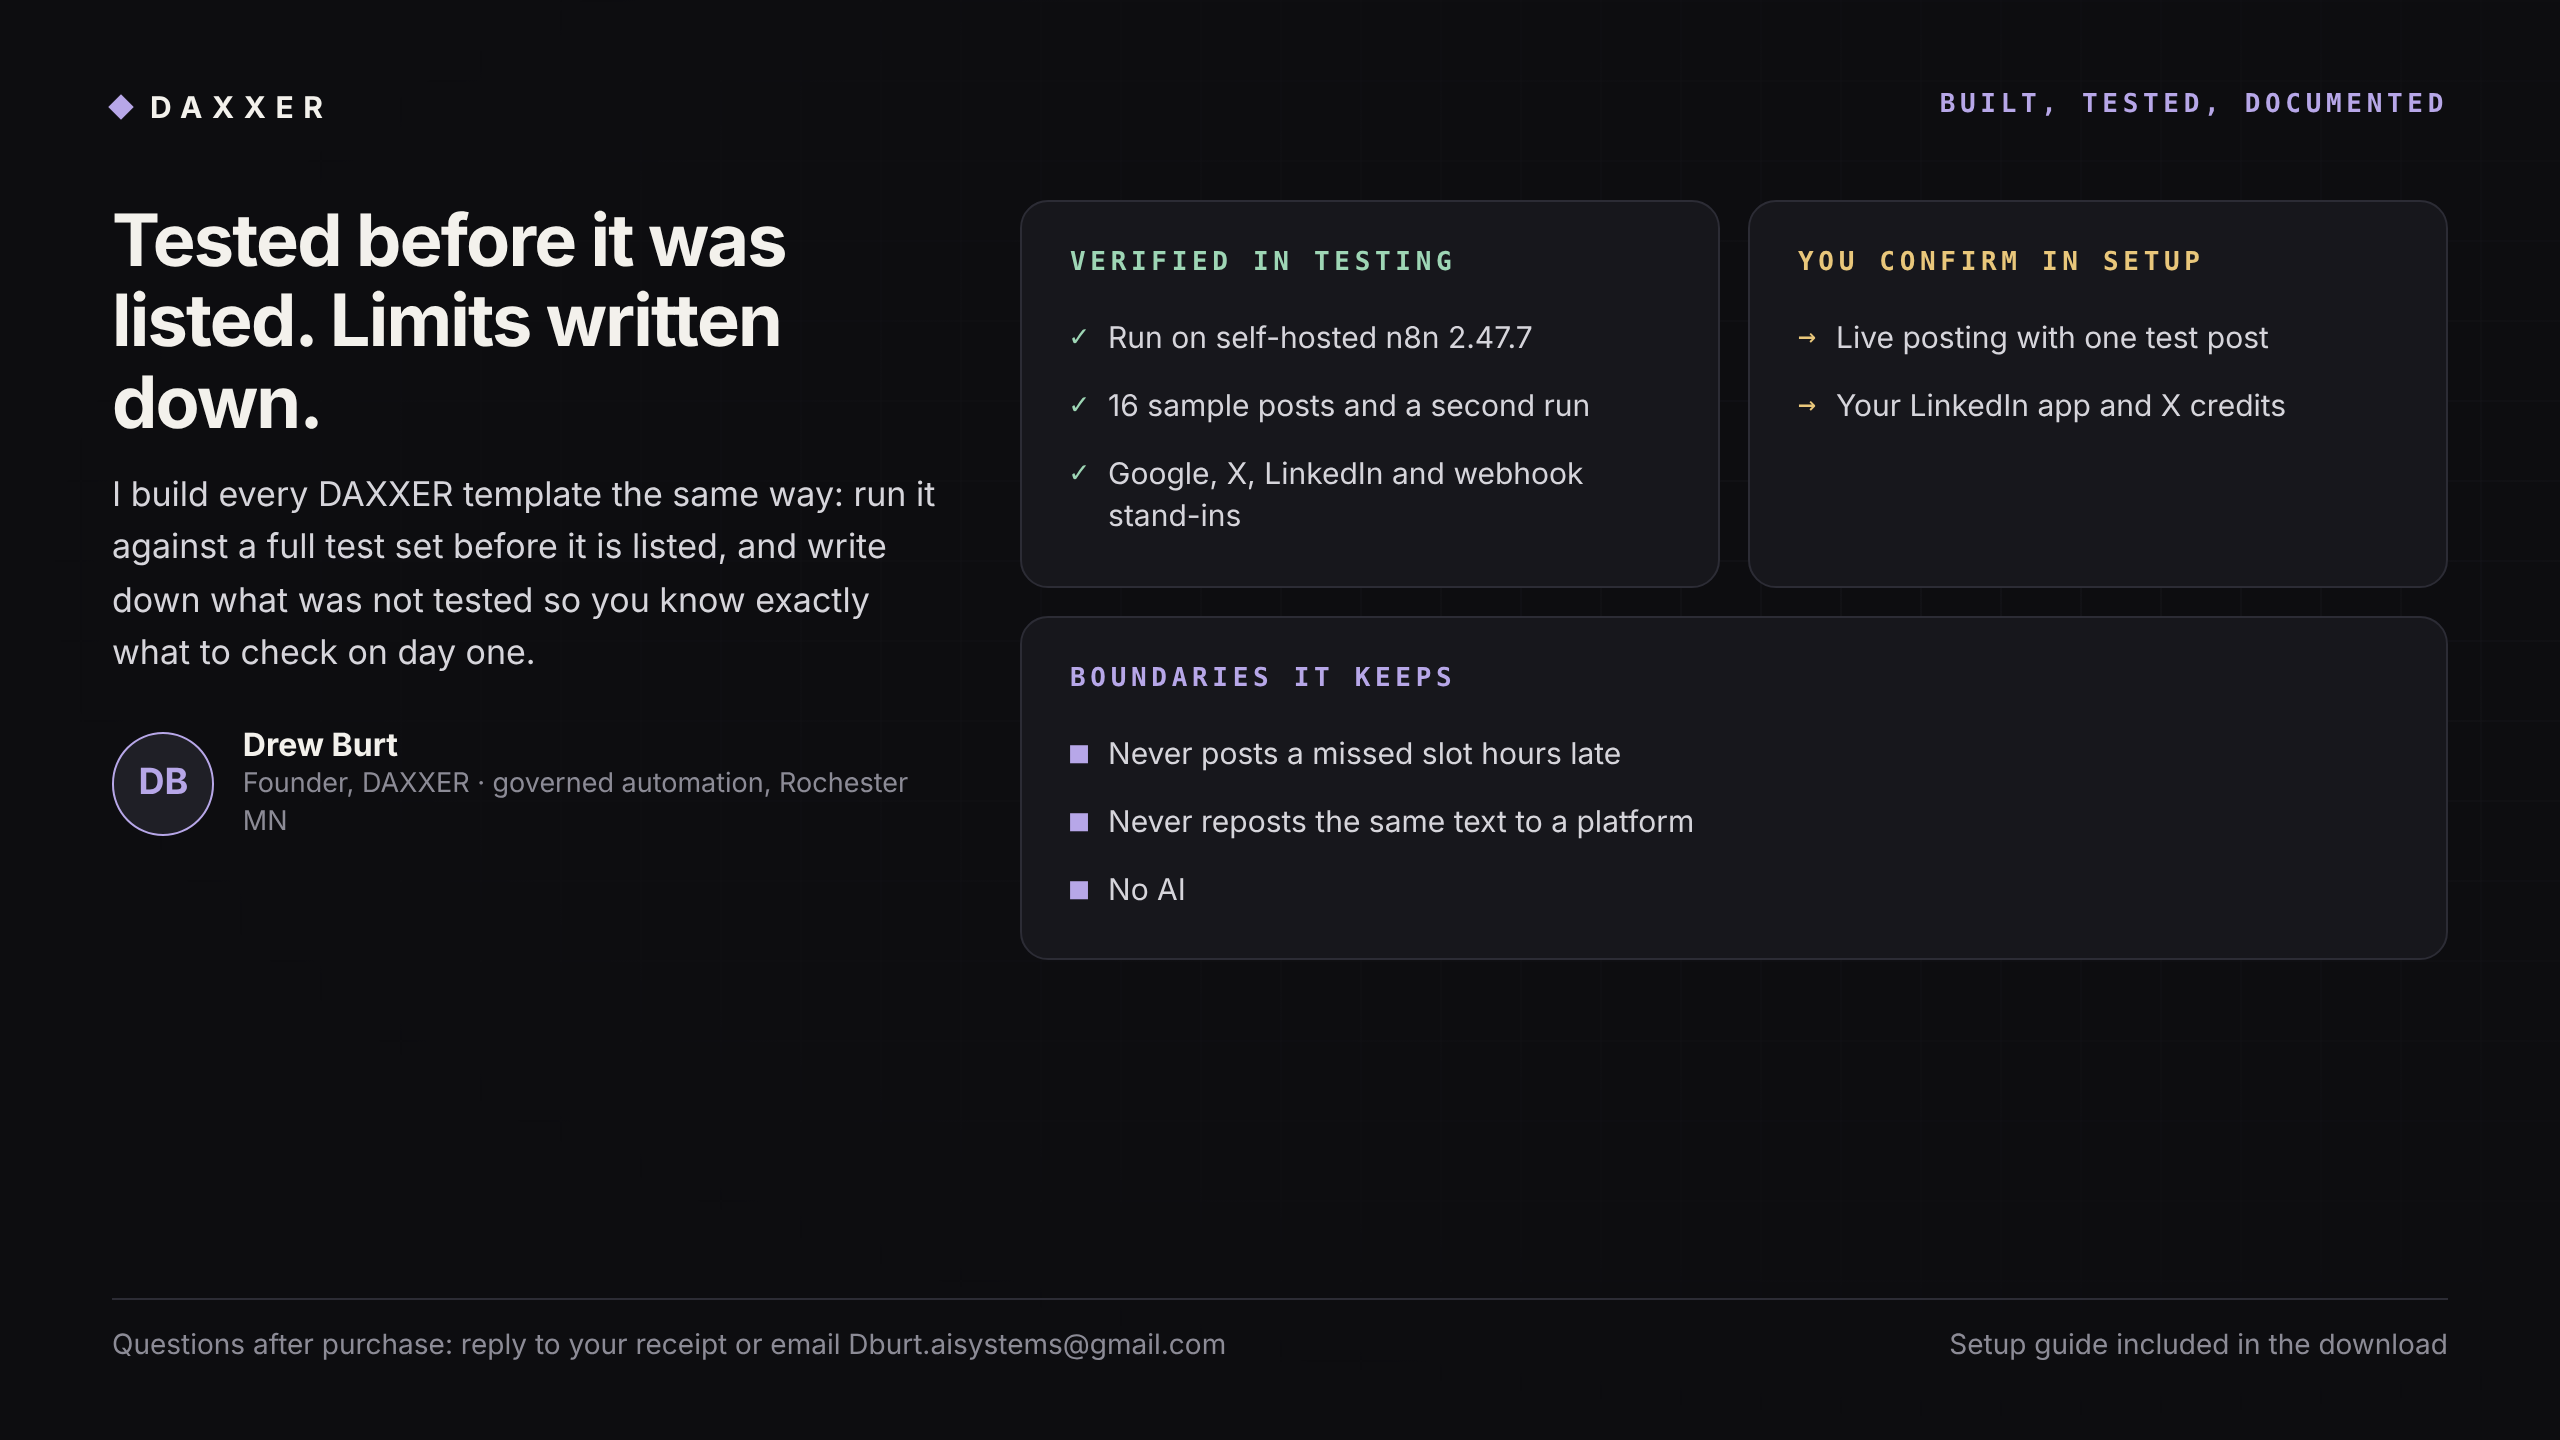 DAXXER
BUILT, TESTED, DOCUMENTED
Tested before it was
listed. Limits written
down.
I build every DAXXER template the same way: run it
against a full test set before it is listed, and write
down what was not tested so you know exactly
what to check on day one.
DB
Drew Burt
Founder, DAXXER · governed automation, Rochester
MN
VERIFIED IN TESTING
✓ Run on self-hosted n8n 2.47.7
✓ 16 sample posts and a second run
✓ Google, X, LinkedIn and webhook
stand-ins
YOU CONFIRM IN SETUP
→ Live posting with one test post
→ Your LinkedIn app and X credits
BOUNDARIES IT KEEPS
■ Never posts a missed slot hours late
■ Never reposts the same text to a platform
■ No AI
Questions after purchase: reply to your receipt or email Dburt.aisystems@gmail.com
Setup guide included in the download